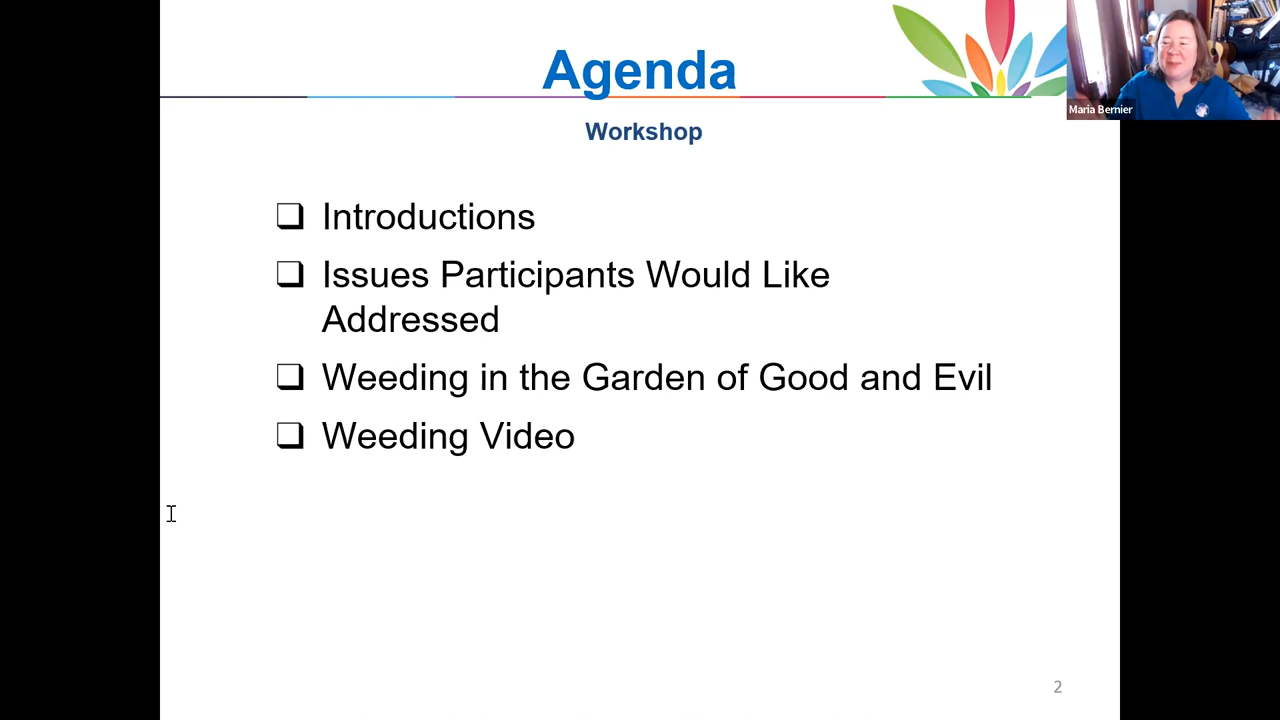 Agenda
Maria Bernier
Workshop
❑ Introductions
❑ Issues Participants Would Like
Addressed
❑ Weeding in the Garden of Good and Evil
❑ Weeding Video
2